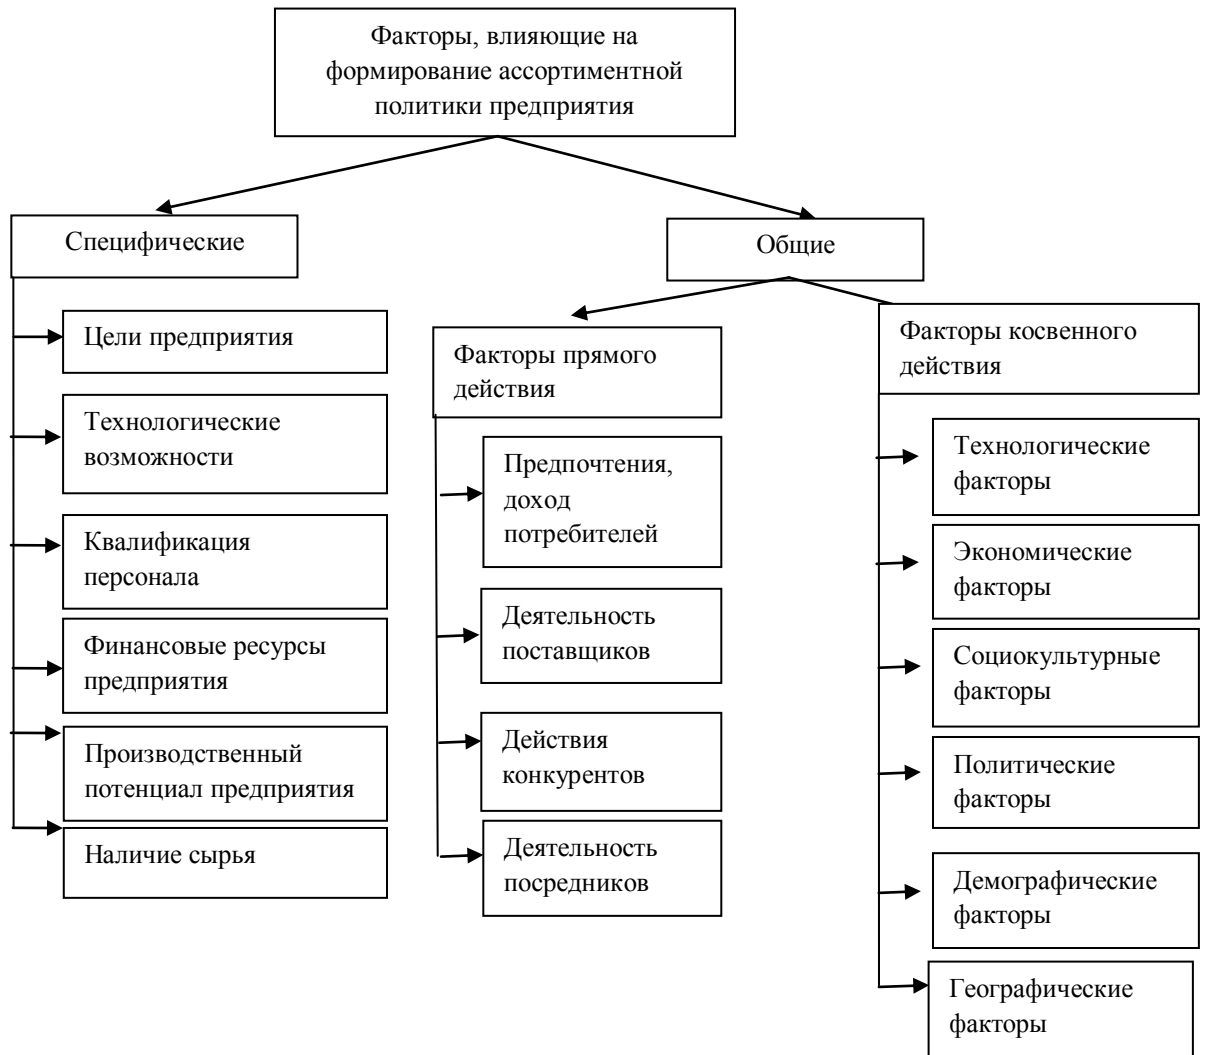 Факторы, влияющие на
формирование ассортиментной
политики предприятия
Специфические
Общие
Цели предприятия
Технологические
возможности
Квалификация
персонала
Финансовые ресурсы
предприятия
Производственный
потенциал предприятия
Наличие сырья
Факторы прямого
действия
Предпочтения,
доход
потребителей
Деятельность
поставщиков
Действия
конкурентов
Деятельность
посредников
Факторы косвенного
действия
Технологические
факторы
Экономические
факторы
Социокультурные
факторы
Политические
факторы
Демографические
факторы
Географические
факторы